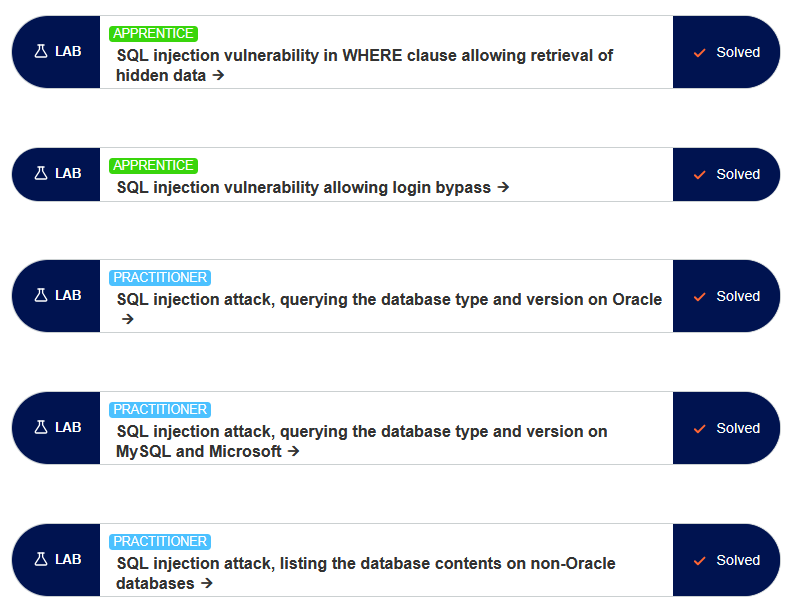 LAB
APPRENTICE
SQL injection vulnerability in WHERE clause allowing retrieval of
hidden data →
Solved
LAB
APPRENTICE
SQL injection vulnerability allowing login bypass →
Solved
LAB
PRACTITIONER
SQL injection attack, querying the database type and version on Oracle
→
Solved
LAB
PRACTITIONER
SQL injection attack, querying the database type and version on
MySQL and Microsoft →
Solved
LAB
PRACTITIONER
SQL injection attack, listing the database contents on non-Oracle
databases →
Solved